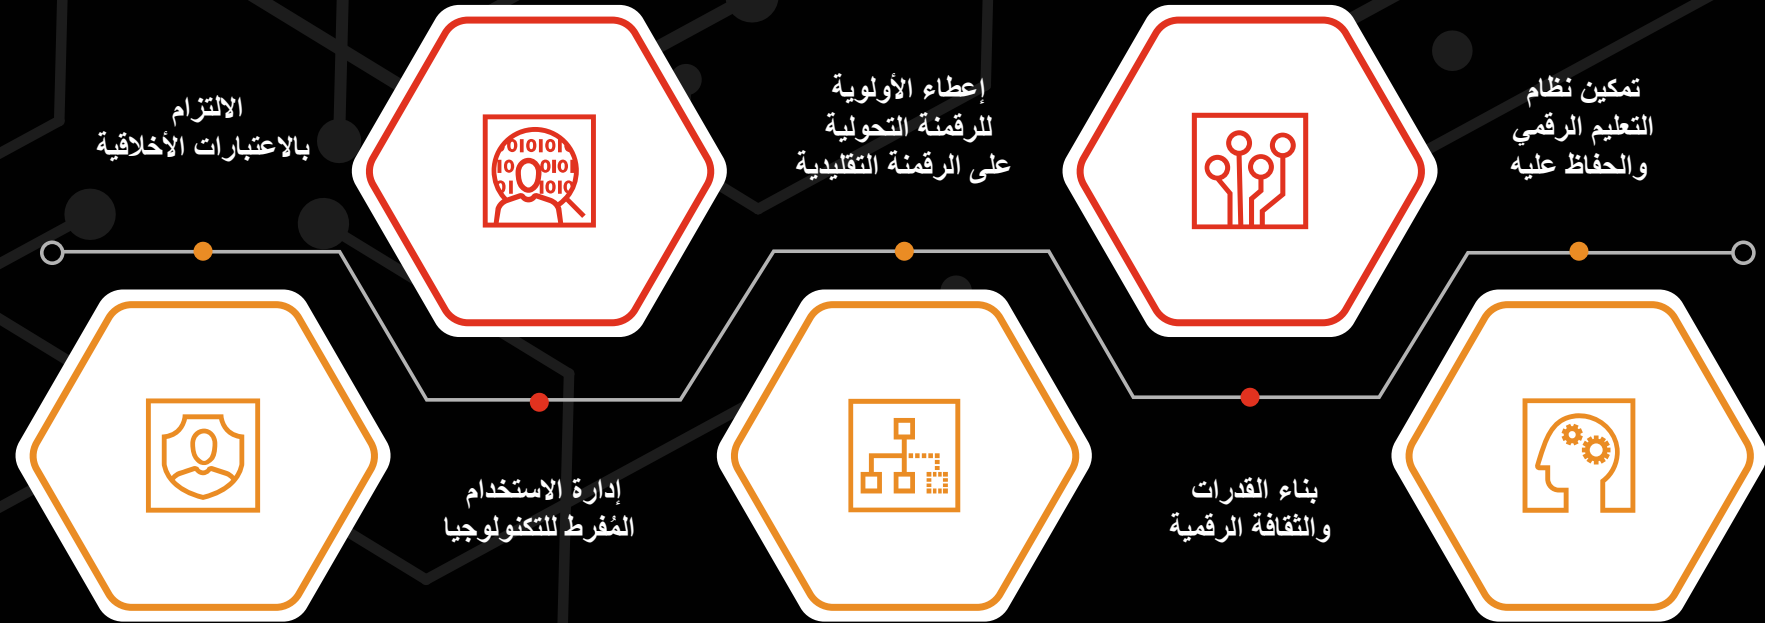 تمكين نظام
التعليم الرقمي
والحفاظ عليه
بناء القدرات
والثقافة الرقمية
إعطاء الأولوية
للرقمنة التحولية
على الرقمنة التقليدية
إدارة الاستخدام
المُفرط للتكنولوجيا
الالتزام
بالاعتبارات الأخلاقية